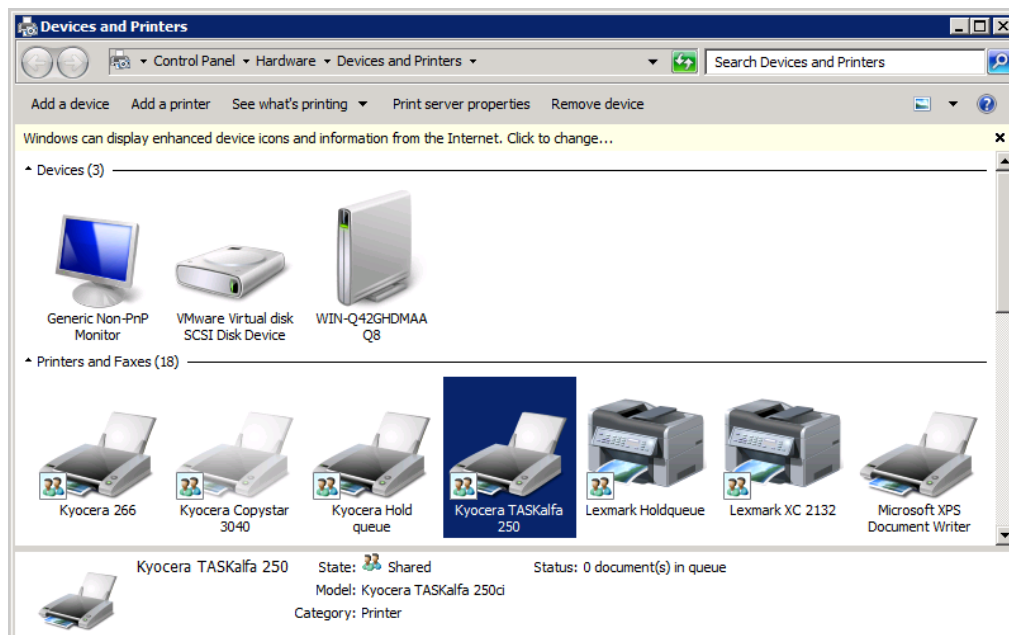 Devices and Printers
Control Panel Hardware Devices and Printers
Search Devices and Printers
Add a device Add a printer See what's printing Print server properties Remove device
Windows can display enhanced device icons and information from the Internet. Click to change...
Devices (3)
Generic Non-PnP
Monitor
VMware Virtual disk
SCSI Disk Device
WIN-Q42GHDMAA
Q8
Printers and Faxes (18)
Kyocera 266
Kyocera Copystar
3040
Kyocera Hold
queue
Kyocera TASKalfa
250
Lexmark Holdqueue
Lexmark XC 2132
Microsoft XPS
Document Writer
Kyocera TASKalfa 250
State: Shared
Status: 0 document(s) in queue
Model: Kyocera TASKalfa 250ci
Category: Printer